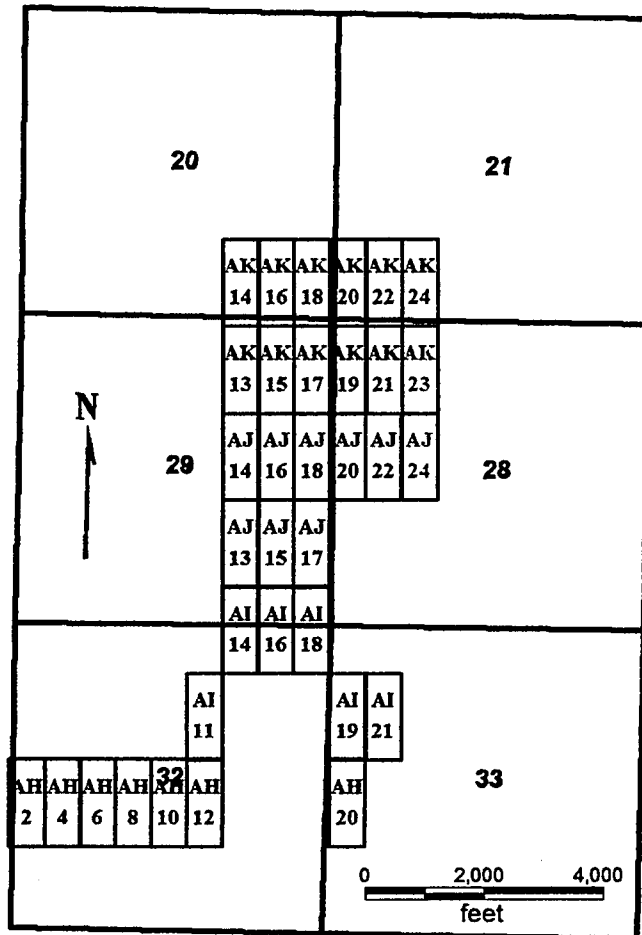 20 21
AK AK AK AK AK AK
14 16 18 20 22 24
AK AK AK AK AK AK
13 15 17 19 21 23
N
AJ AJ AJ AJ AJ AJ
14 16 18 20 22 24
29 28
AJ AJ AJ
13 15 17
AI AI AI
14 16 18
AI AI AI
11 19 21
32 33
AH AH AH AH AH AH AH
2 4 6 8 10 12 20
0 2,000 4,000
feet